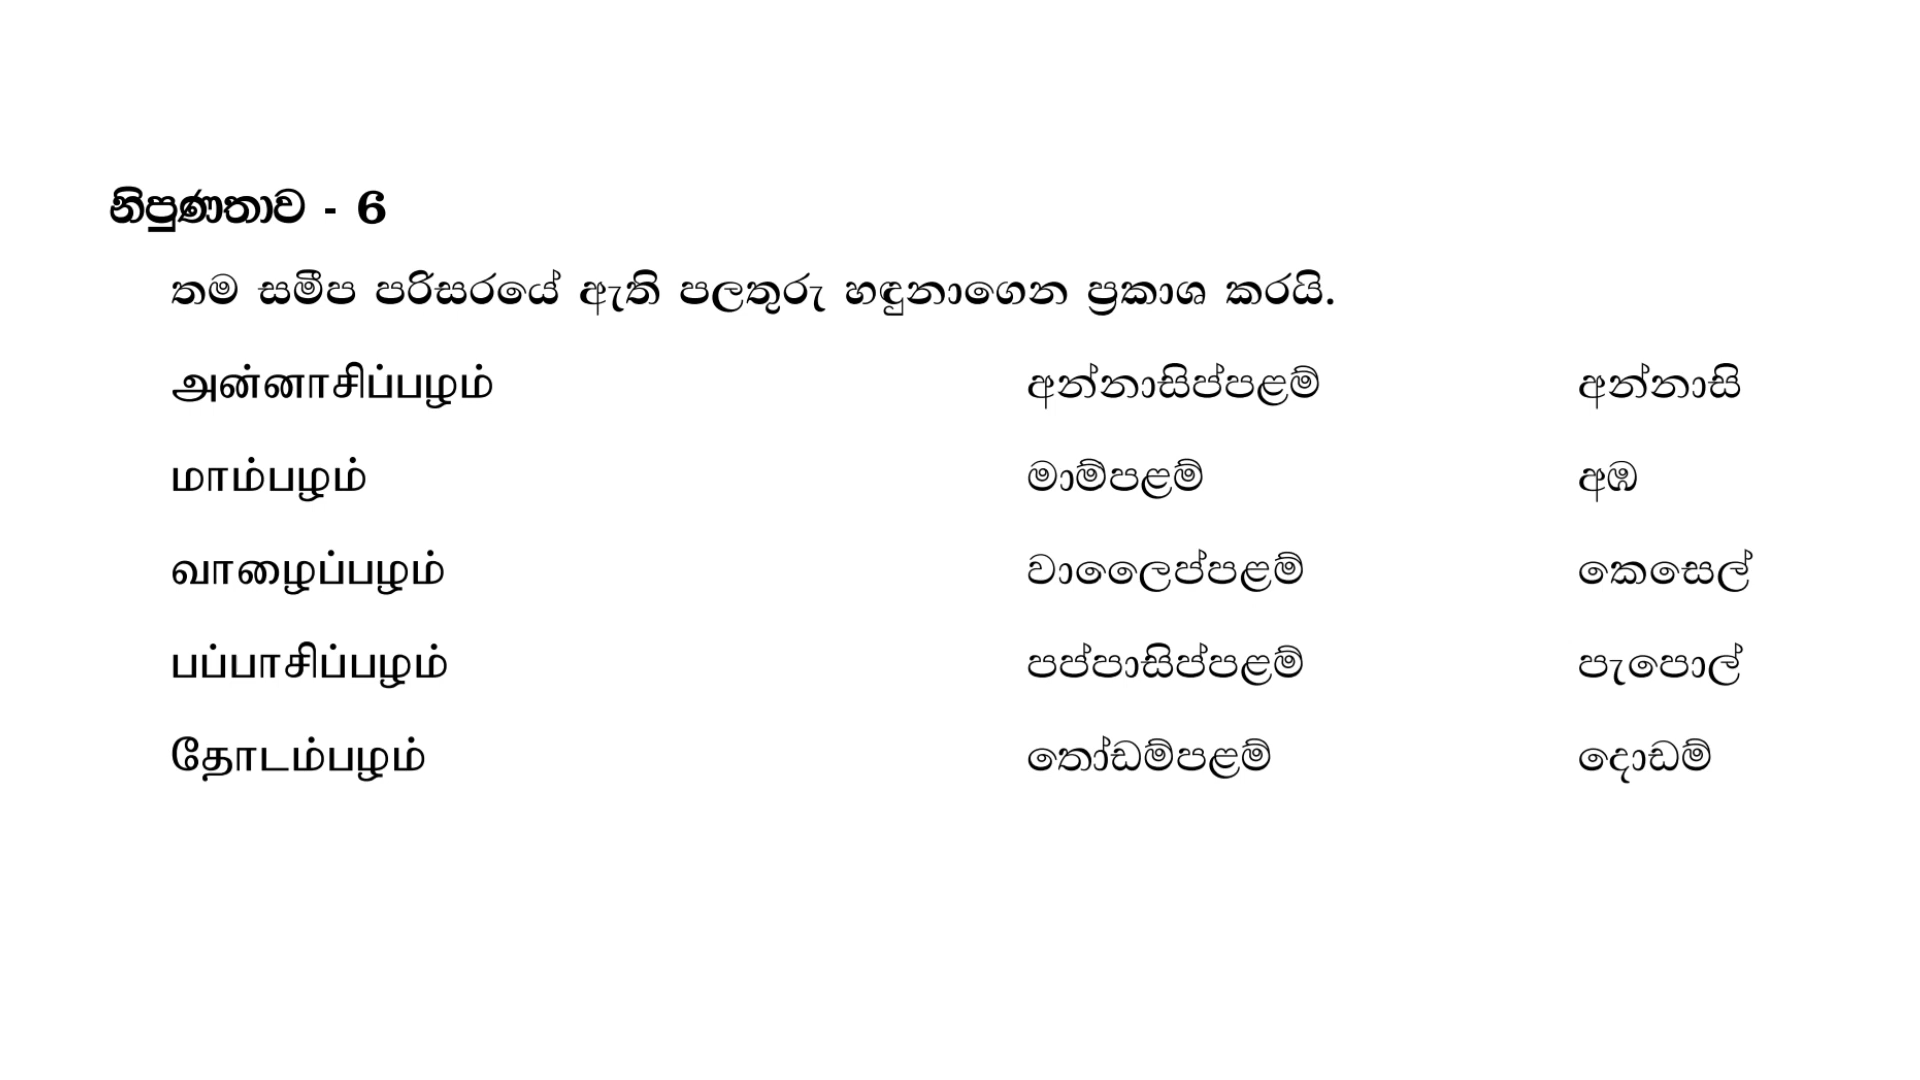 නිපුණතාව - 6
තම සමීප පරිසරයේ ඇති පලතුරු හඳුනාගෙන ප්‍රකාශ කරයි.
அன்னாசிப்பழம் අන්නාසිප්පළම් අන්නාසි
மாம்பழம் මාම්පළම් අඹ
வாழைப்பழம் වාලෛප්පළම් කෙසෙල්
பப்பாசிப்பழம் පප්පාසිප්පළම් පැපොල්
தோடம்பழம் තෝඩම්පළම් දොඩම්